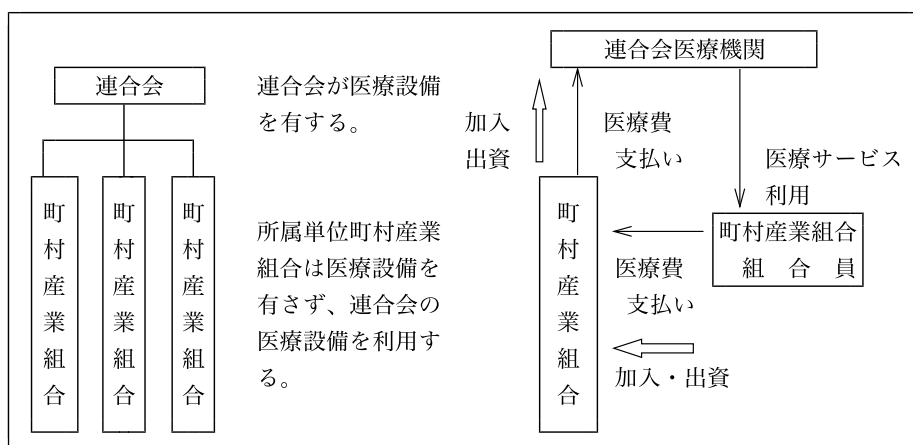 連合会
連合会が医療設備
を有する。
町村産業組合
町村産業組合
町村産業組合
所属単位町村産業
組合は医療設備を
有さず、連合会の
医療設備を利用す
る。
連合会医療機関
加入
出資
医療費
支払い
医療サービス
利用
町村産業組合
町村産業組合
組合員
医療費
支払い
加入・出資